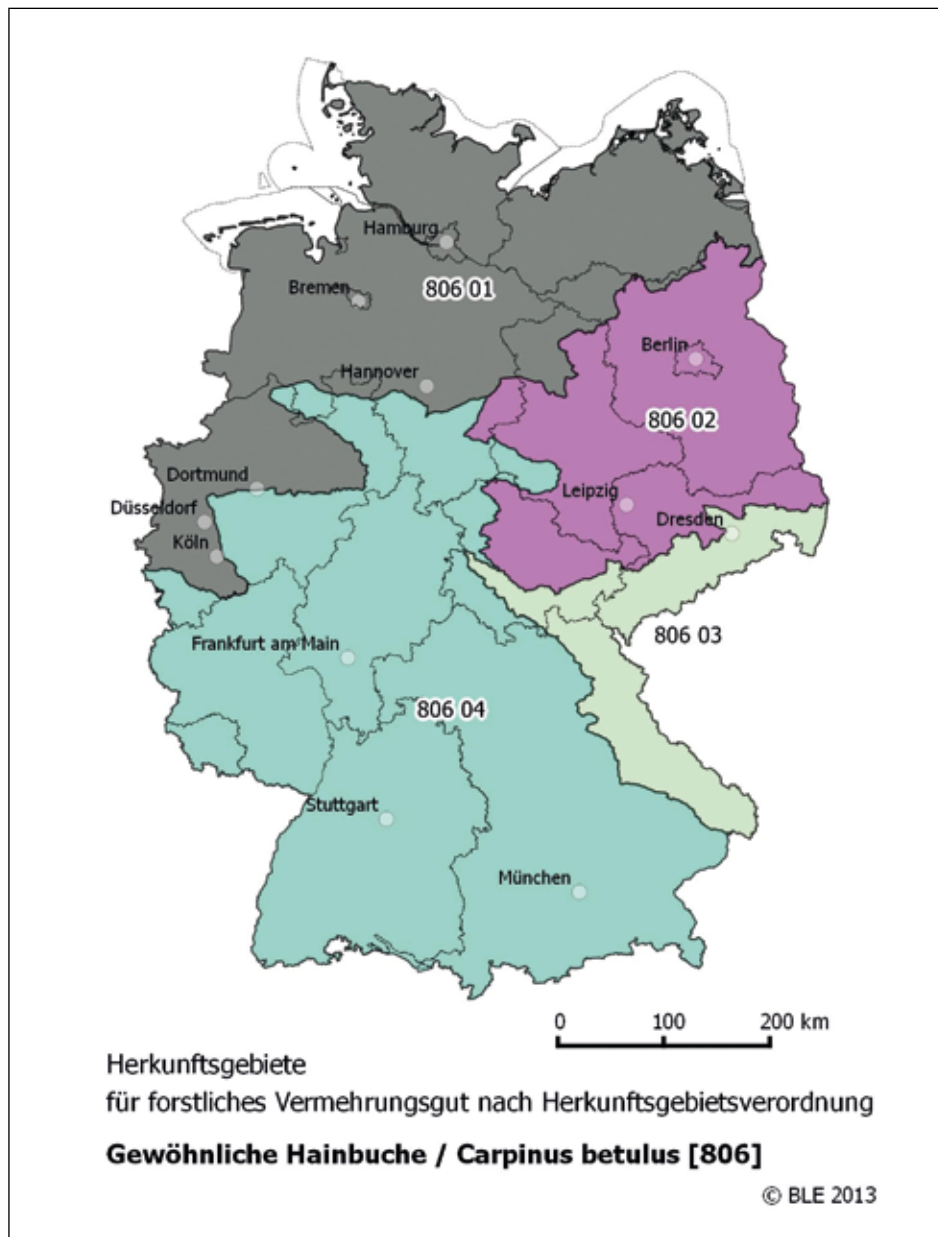 Hamburg
806 01
Bremen
Berlin
Hannover
806 02
Dortmund
Leipzig
Düsseldorf
Dresden
Köln
806 03
Frankfurt am Main
806 04
Stuttgart
München
0 100 200 km
Herkunftsgebiete
für forstliches Vermehrungsgut nach Herkunftsgebietsverordnung
Gewöhnliche Hainbuche / Carpinus betulus [806]
© BLE 2013